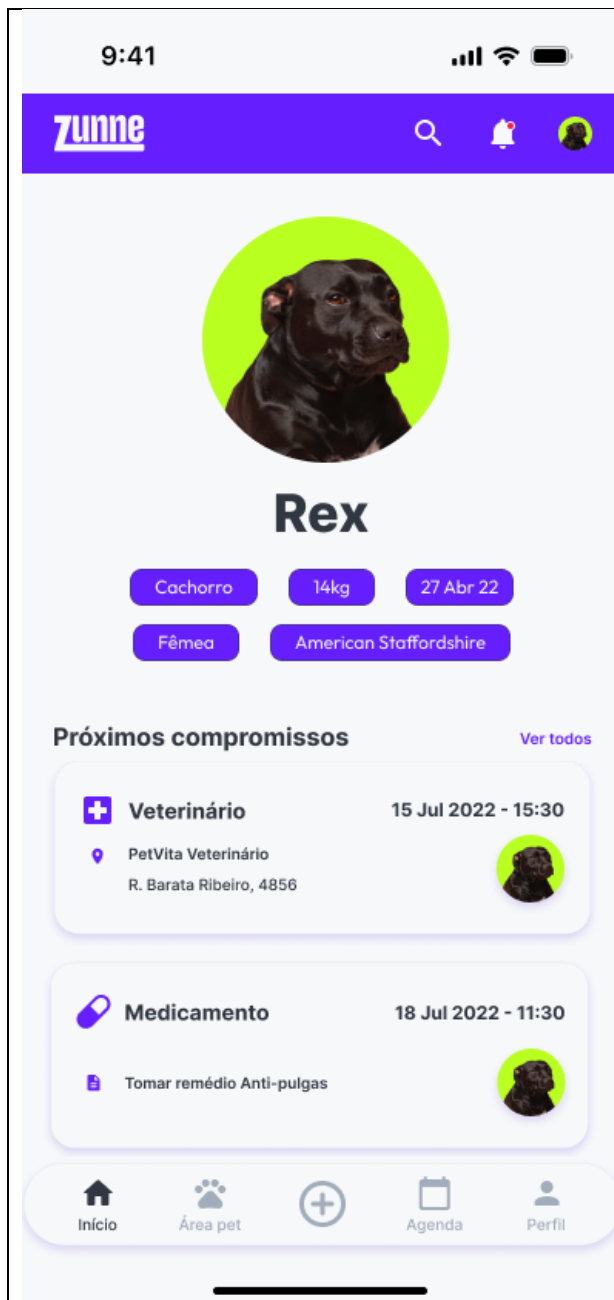 9:41
zunne
Rex
Cachorro 14kg 27 Abr 22
Fêmea American Staffordshire
Próximos compromissos Ver todos
Veterinário 15 Jul 2022 - 15:30
PetVita Veterinário
R. Barata Ribeiro, 4856
Medicamento 18 Jul 2022 - 11:30
Tomar remédio Anti-pulgas
Início Área pet Agenda Perfil